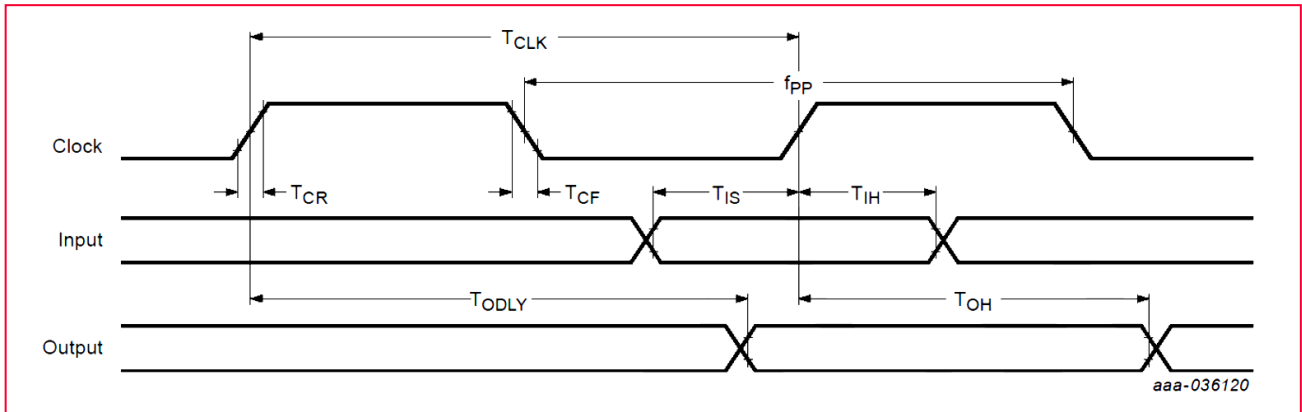 TCLK
fPP
Clock
TCR
TCF
TIS
TIH
Input
TODLY
TOH
Output
aaa-036120